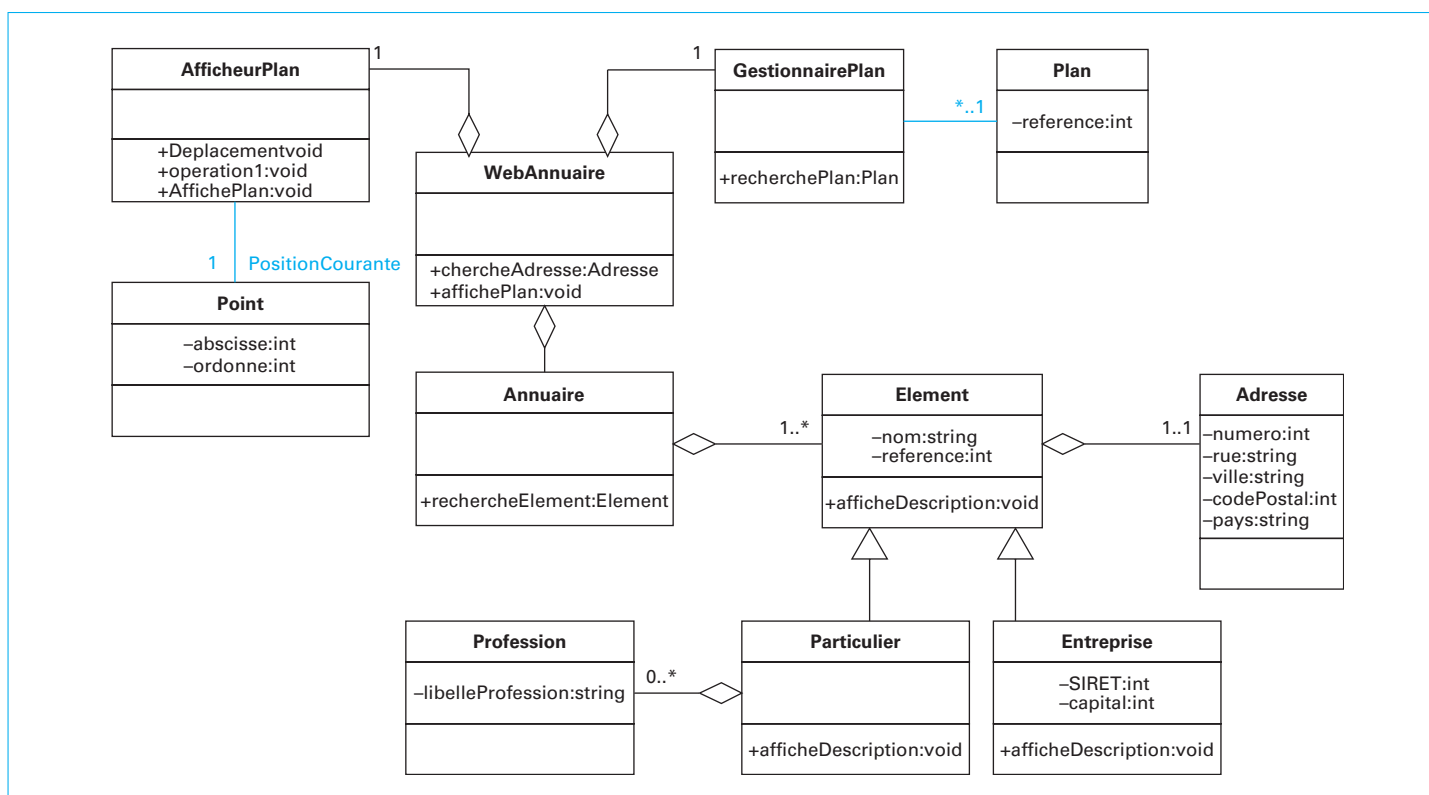 AfficheurPlan
+Deplacementvoid
+operation1:void
+AffichePlan:void
1
1
GestionnairePlan
+recherchePlan:Plan
*..1
Plan
–reference:int
WebAnnuaire
+chercheAdresse:Adresse
+affichePlan:void
1 PositionCourante
Point
–abscisse:int
–ordonne:int
Annuaire
+rechercheElement:Element
1..*
Element
–nom:string
–reference:int
+afficheDescription:void
1..1
Adresse
–numero:int
–rue:string
–ville:string
–codePostal:int
–pays:string
Profession
–libelleProfession:string
0..*
Particulier
+afficheDescription:void
Entreprise
–SIRET:int
–capital:int
+afficheDescription:void